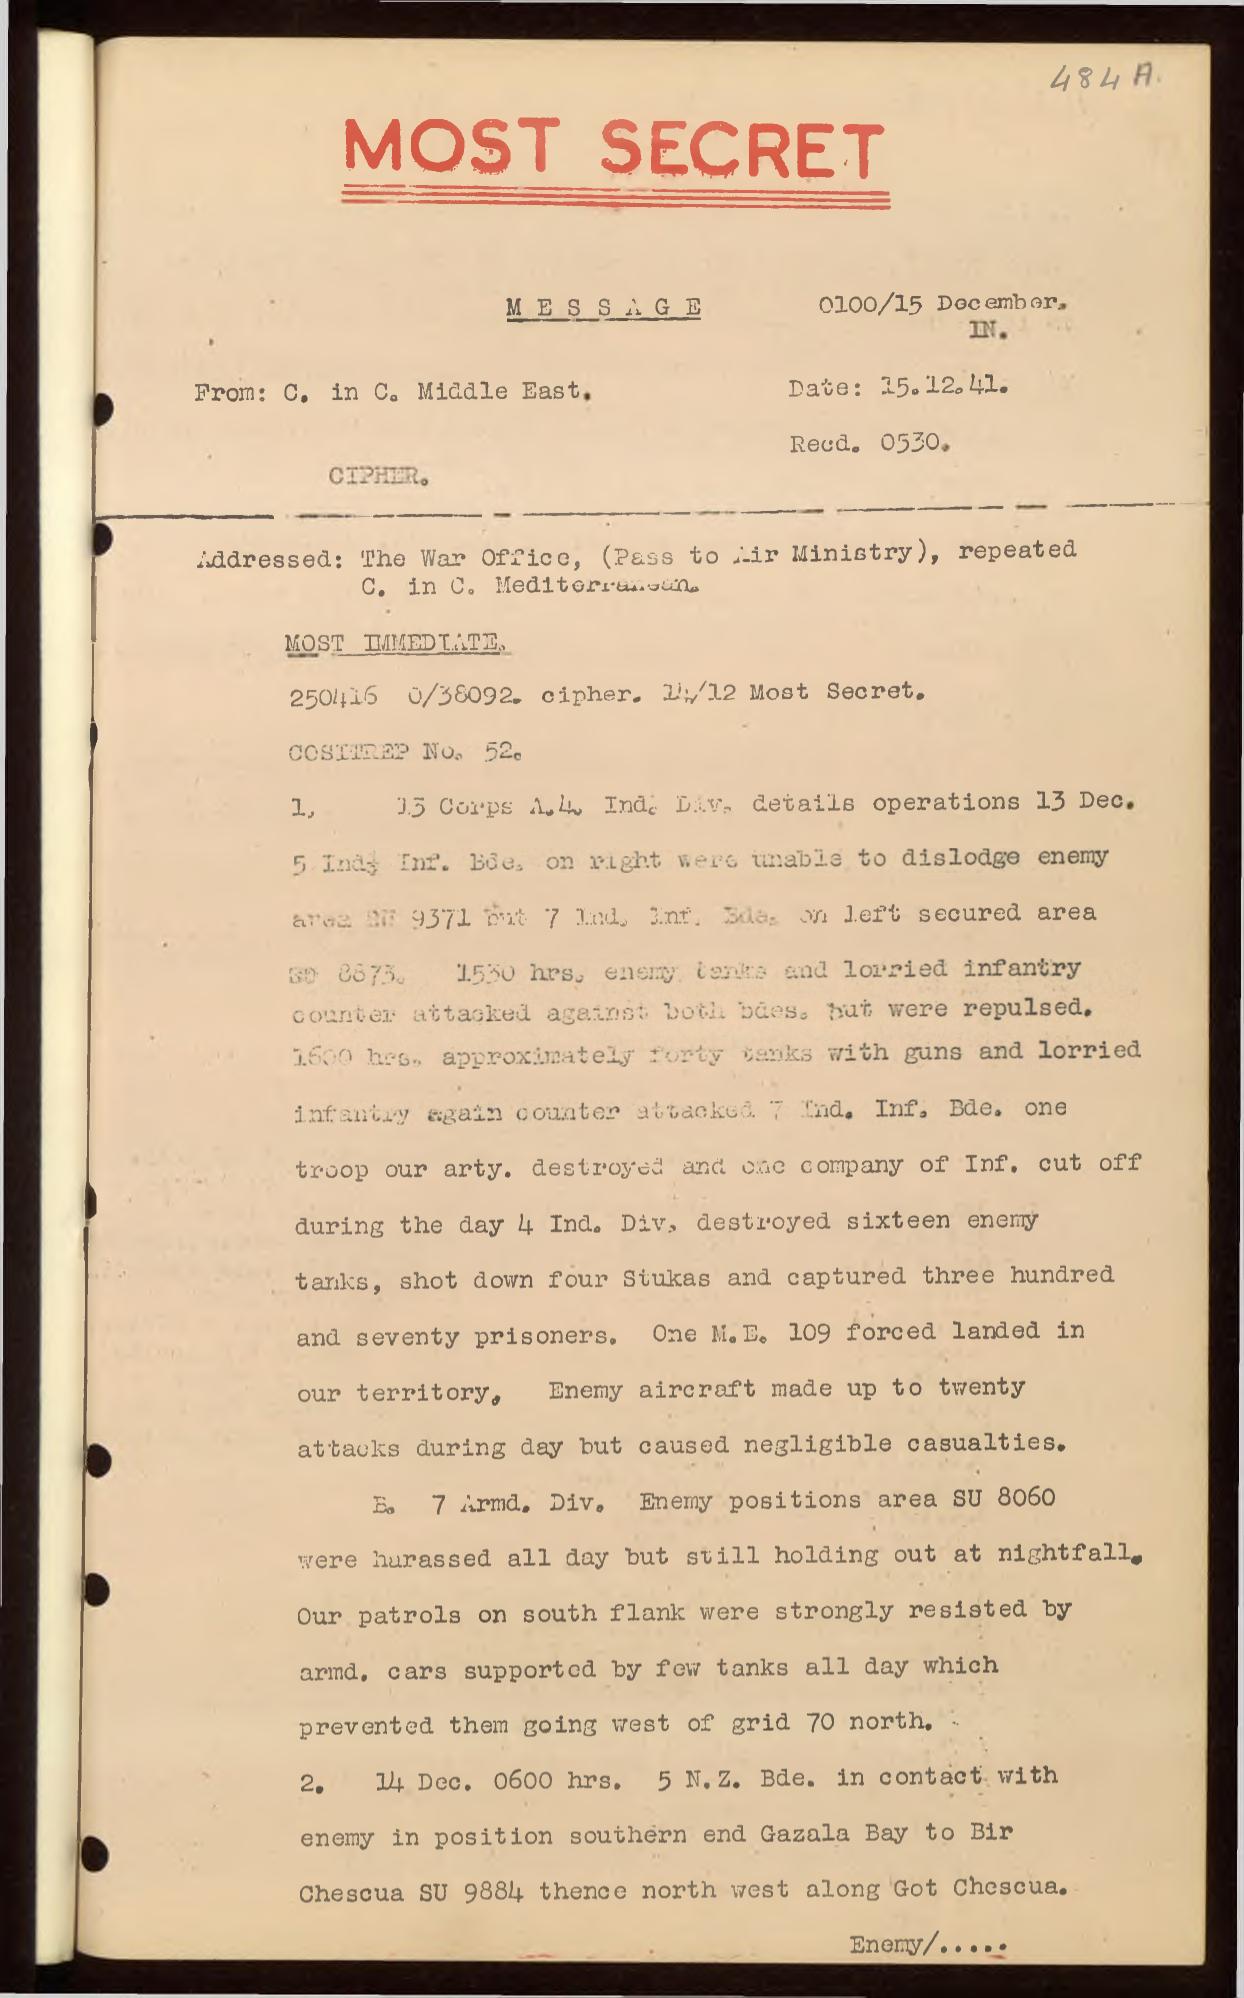 484 A.
MOST SECRET
MESSAGE
0100/15 December.
IN.
From: C. in C. Middle East.
Date: 15.12.41.
Recd. 0530.
CIPHER.
Addressed: The War Office, (Pass to Air Ministry), repeated
C. in C. Mediterranean.
MOST IMMEDIATE.
250416 0/38092. cipher. 14/12 Most Secret.
COSITREP No. 52.
1, 13 Corps A.4. Ind. Div. details operations 13 Dec.
5 Ind. Inf. Bde. on right were unable to dislodge enemy
area 9371 but 7 Ind. Inf. Bde. on left secured area
8873. 1530 hrs. enemy tanks and lorried infantry
counter attacked against both bdes. but were repulsed.
1600 hrs. approximately forty tanks with guns and lorried
infantry again counter attacked 7 Ind. Inf. Bde. one
troop our arty. destroyed and one company of Inf. cut off
during the day 4 Ind. Div. destroyed sixteen enemy
tanks, shot down four Stukas and captured three hundred
and seventy prisoners. One M.E. 109 forced landed in
our territory, Enemy aircraft made up to twenty
attacks during day but caused negligible casualties.
B. 7 Armd. Div. Enemy positions area SU 8060
were harassed all day but still holding out at nightfall.
Our patrols on south flank were strongly resisted by
armd. cars supported by few tanks all day which
prevented them going west of grid 70 north.
2. 14 Dec. 0600 hrs. 5 N.Z. Bde. in contact with
enemy in position southern end Gazala Bay to Bir
Chescua SU 9884 thence north west along Got Chescua.
Enemy/.....